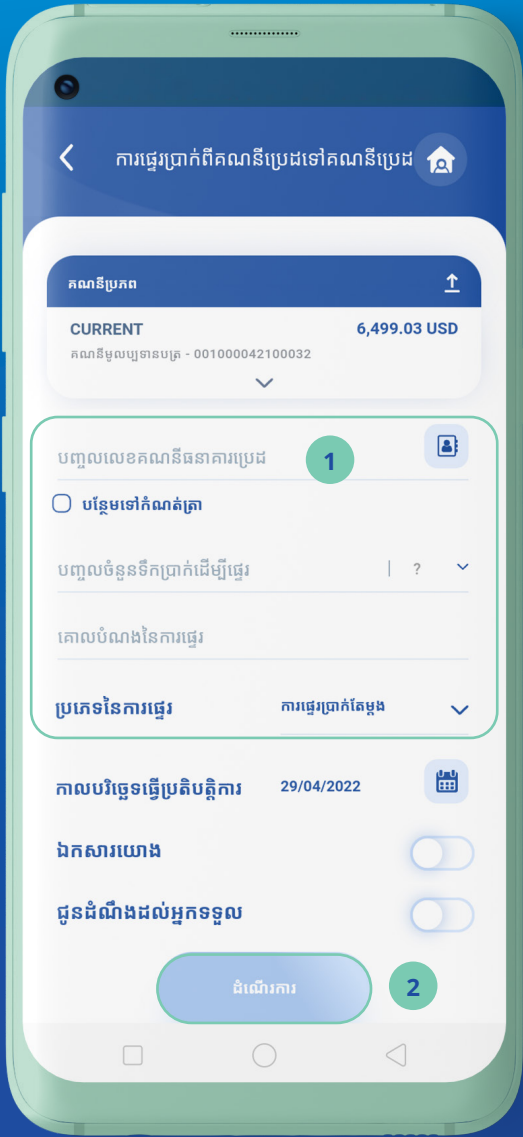 ការផ្ទេរប្រាក់ពីគណនីប្រេដទៅគណនីប្រេដ
គណនីប្រភព
CURRENT 6,499.03 USD
គណនីមូលប្បទានបត្រ - 001000042100032
បញ្ចូលលេខគណនីធនាគារប្រេដ 1
បន្ថែមទៅកំណត់ត្រា
បញ្ចូលចំនួនទឹកប្រាក់ដើម្បីផ្ទេរ | ?
គោលបំណងនៃការផ្ទេរ
ប្រភេទនៃការផ្ទេរ ការផ្ទេរប្រាក់តែម្តង
កាលបរិច្ឆេទធ្វើប្រតិបត្តិការ 29/04/2022
ឯកសារយោង
ជូនដំណឹងដល់អ្នកទទួល
ដំណើរការ 2